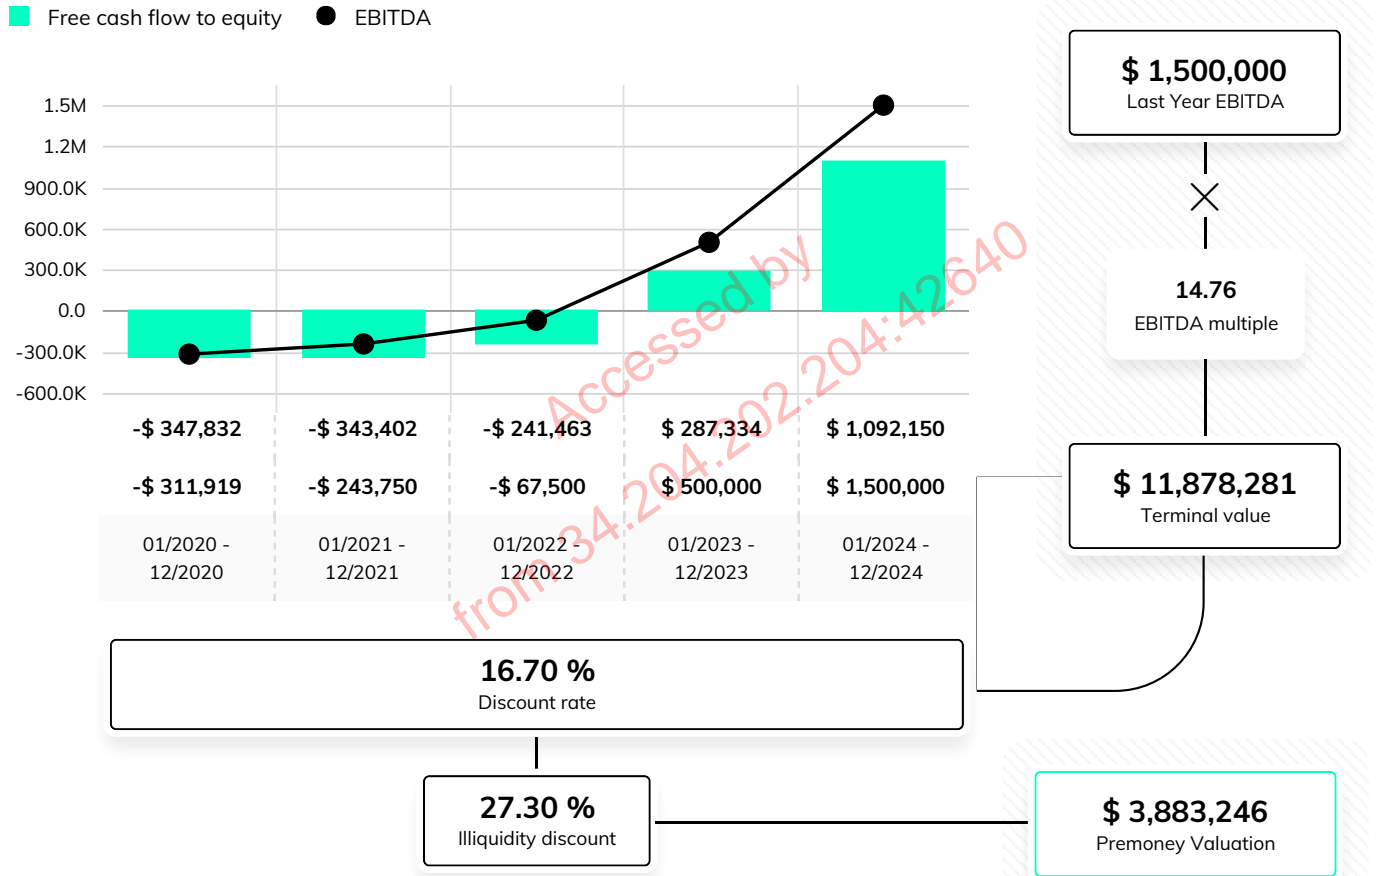 Free cash flow to equity EBITDA
1.5M
1.2M
900.0K
600.0K
300.0K
0.0
-300.0K
-600.0K
-$ 347,832 -$ 343,402 -$ 241,463 $ 287,334 $ 1,092,150
-$ 311,919 -$ 243,750 -$ 67,500 $ 500,000 $ 1,500,000
01/2020 - 01/2021 - 01/2022 - 01/2023 - 01/2024 -
12/2020 12/2021 12/2022 12/2023 12/2024
16.70 %
Discount rate
27.30 %
Illiquidity discount
$ 1,500,000
Last Year EBITDA
14.76
EBITDA multiple
$ 11,878,281
Terminal value
$ 3,883,246
Premoney Valuation
Accessed by
from 34.204.202.204:42640